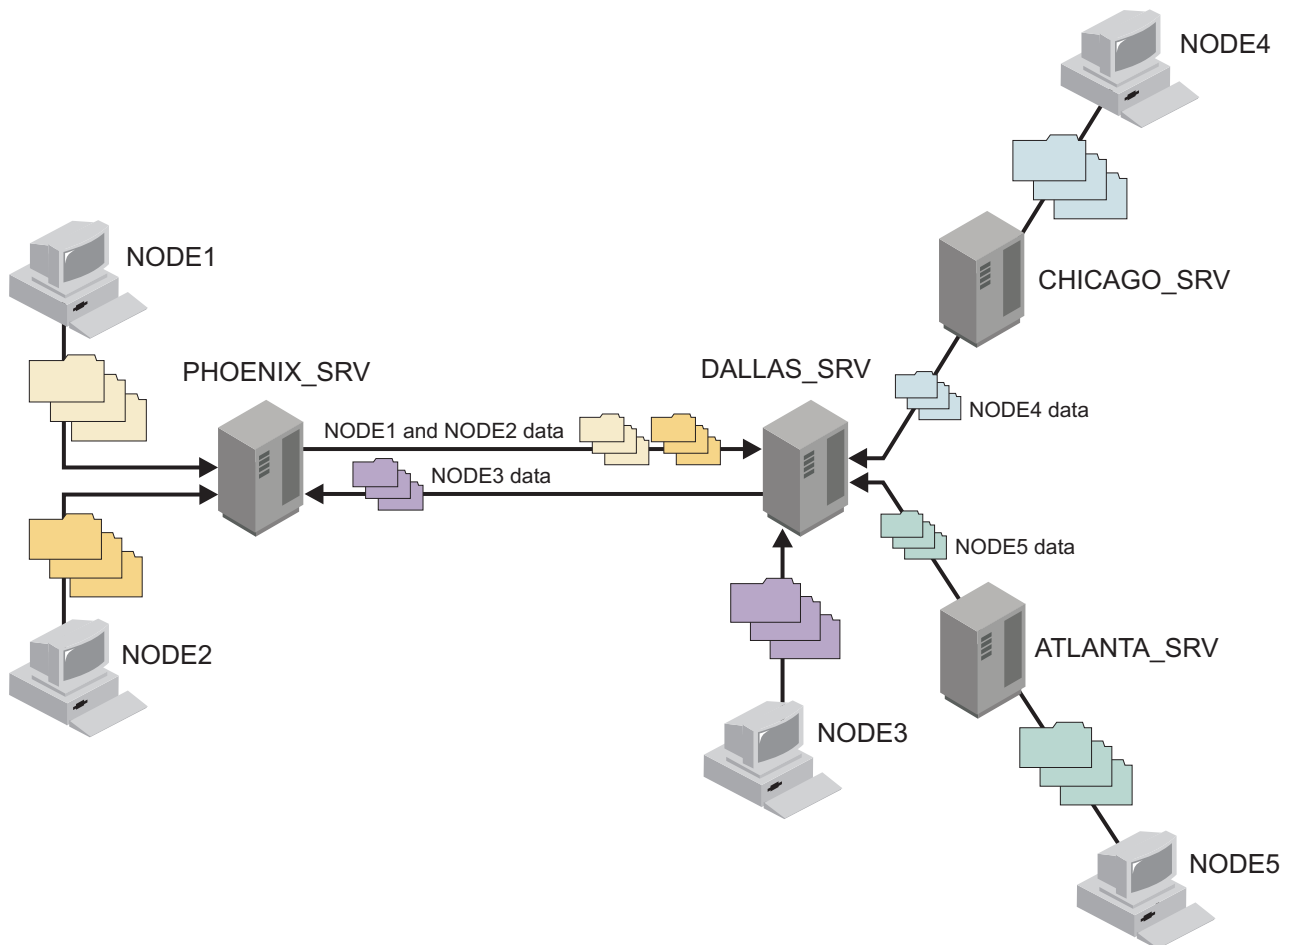 NODE4
NODE1
CHICAGO_SRV
PHOENIX_SRV
DALLAS_SRV
NODE4 data
NODE1 and NODE2 data
NODE3 data
NODE5 data
NODE2
ATLANTA_SRV
NODE3
NODE5